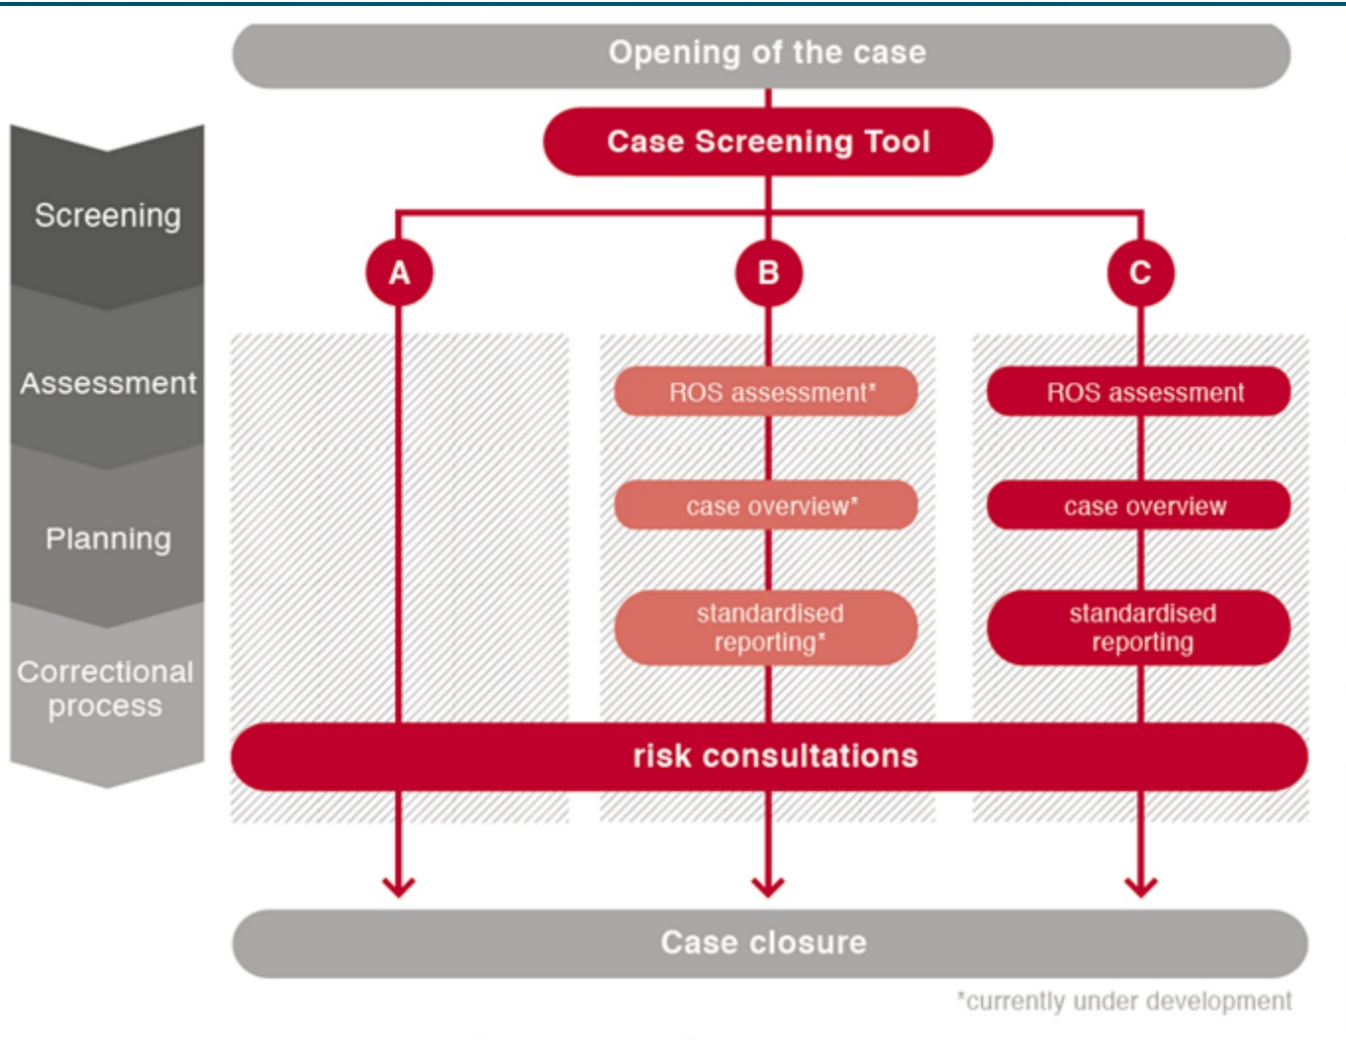 Opening of the case
Case Screening Tool
Screening
A
B
C
Assessment
ROS assessment*
ROS assessment
Planning
case overview*
case overview
standardised
reporting*
standardised
reporting
Correctional
process
risk consultations
Case closure
*currently under development